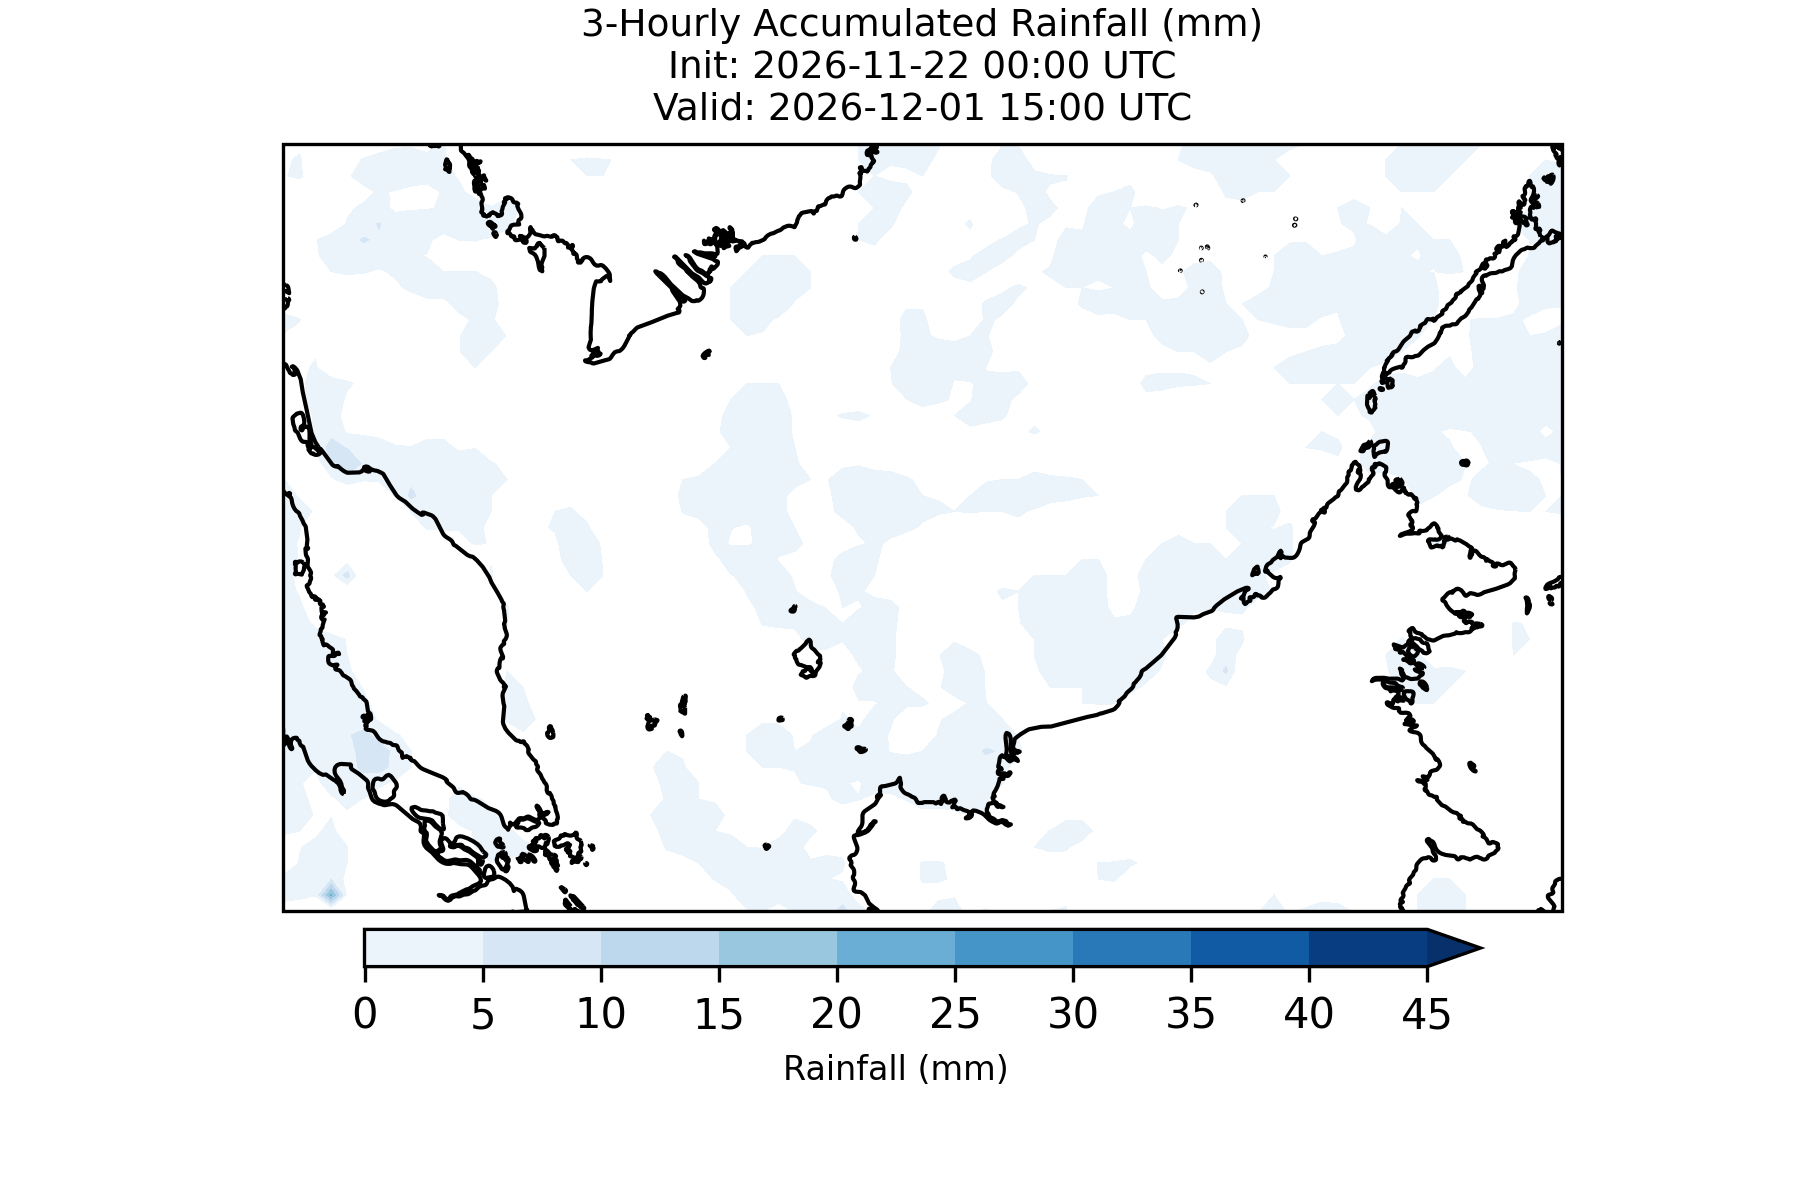 3-Hourly Accumulated Rainfall (mm)
Init: 2026-11-22 00:00 UTC
Valid: 2026-12-01 15:00 UTC
0 5 10 15 20 25 30 35 40 45
Rainfall (mm)